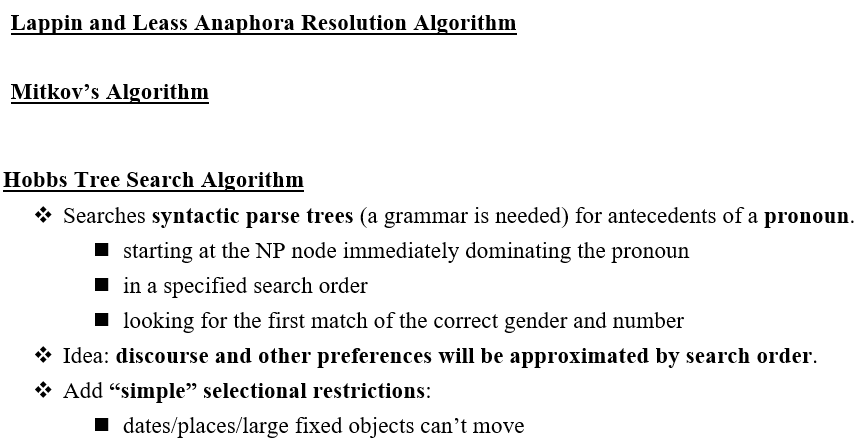 Lappin and Leass Anaphora Resolution Algorithm
Mitkov’s Algorithm
Hobbs Tree Search Algorithm
❖ Searches syntactic parse trees (a grammar is needed) for antecedents of a pronoun.
■ starting at the NP node immediately dominating the pronoun
■ in a specified search order
■ looking for the first match of the correct gender and number
❖ Idea: discourse and other preferences will be approximated by search order.
❖ Add “simple” selectional restrictions:
■ dates/places/large fixed objects can’t move